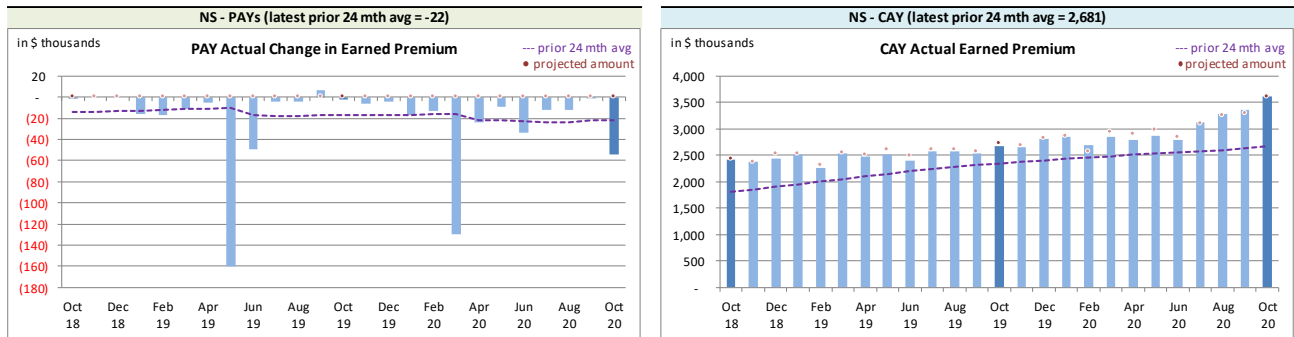 NS - PAYs (latest prior 24 mth avg = -22)
in $ thousands
PAY Actual Change in Earned Premium
--- prior 24 mth avg
• projected amount
20
-
(20)
(40)
(60)
(80)
(100)
(120)
(140)
(160)
(180)
Oct Dec Feb Apr Jun Aug Oct Dec Feb Apr Jun Aug Oct
18 18 19 19 19 19 19 19 20 20 20 20 20
NS - CAY (latest prior 24 mth avg = 2,681)
in $ thousands
CAY Actual Earned Premium
--- prior 24 mth avg
• projected amount
4,000
3,500
3,000
2,500
2,000
1,500
1,000
500
-
Oct Dec Feb Apr Jun Aug Oct Dec Feb Apr Jun Aug Oct
18 18 19 19 19 19 19 19 20 20 20 20 20